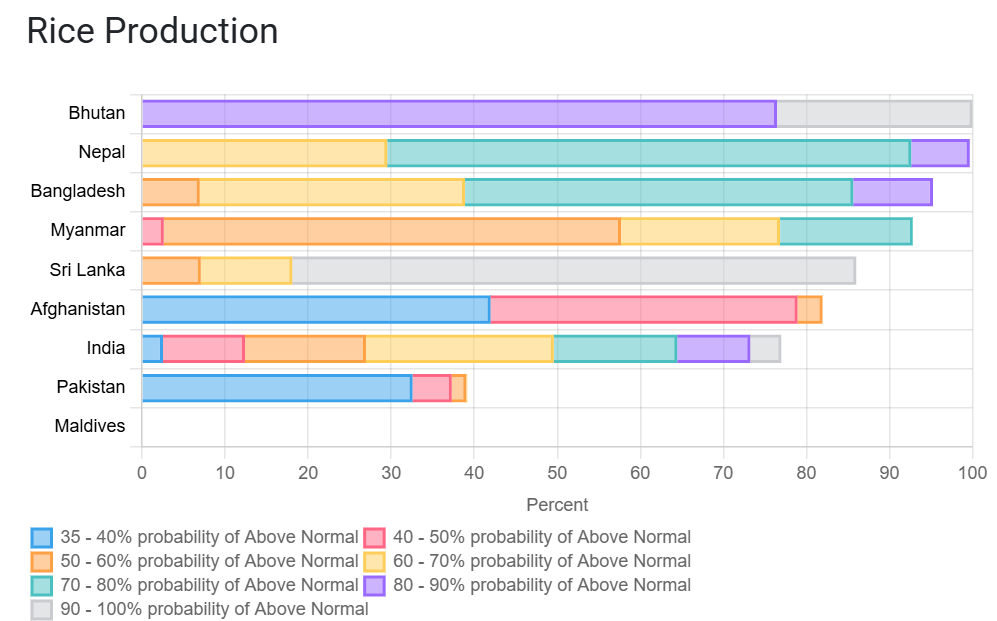 Rice Production
Bhutan
Nepal
Bangladesh
Myanmar
Sri Lanka
Afghanistan
India
Pakistan
Maldives
0 10 20 30 40 50 60 70 80 90 100
Percent
35 - 40% probability of Above Normal 40 - 50% probability of Above Normal
50 - 60% probability of Above Normal 60 - 70% probability of Above Normal
70 - 80% probability of Above Normal 80 - 90% probability of Above Normal
90 - 100% probability of Above Normal